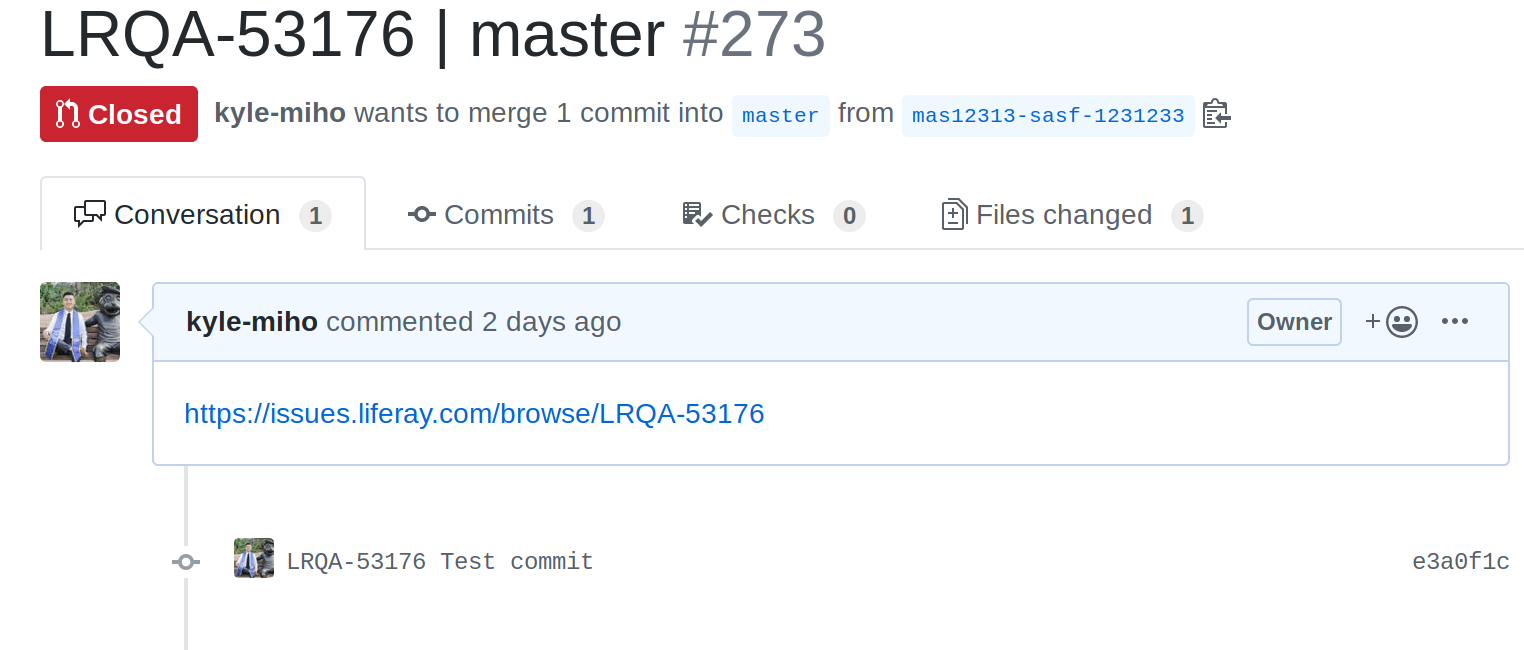 LRQA-53176 | master #273
Closed kyle-miho wants to merge 1 commit into master from mas12313-sasf-1231233
Conversation 1 Commits 1 Checks 0 Files changed 1
kyle-miho commented 2 days ago Owner
https://issues.liferay.com/browse/LRQA-53176
LRQA-53176 Test commit e3a0f1c